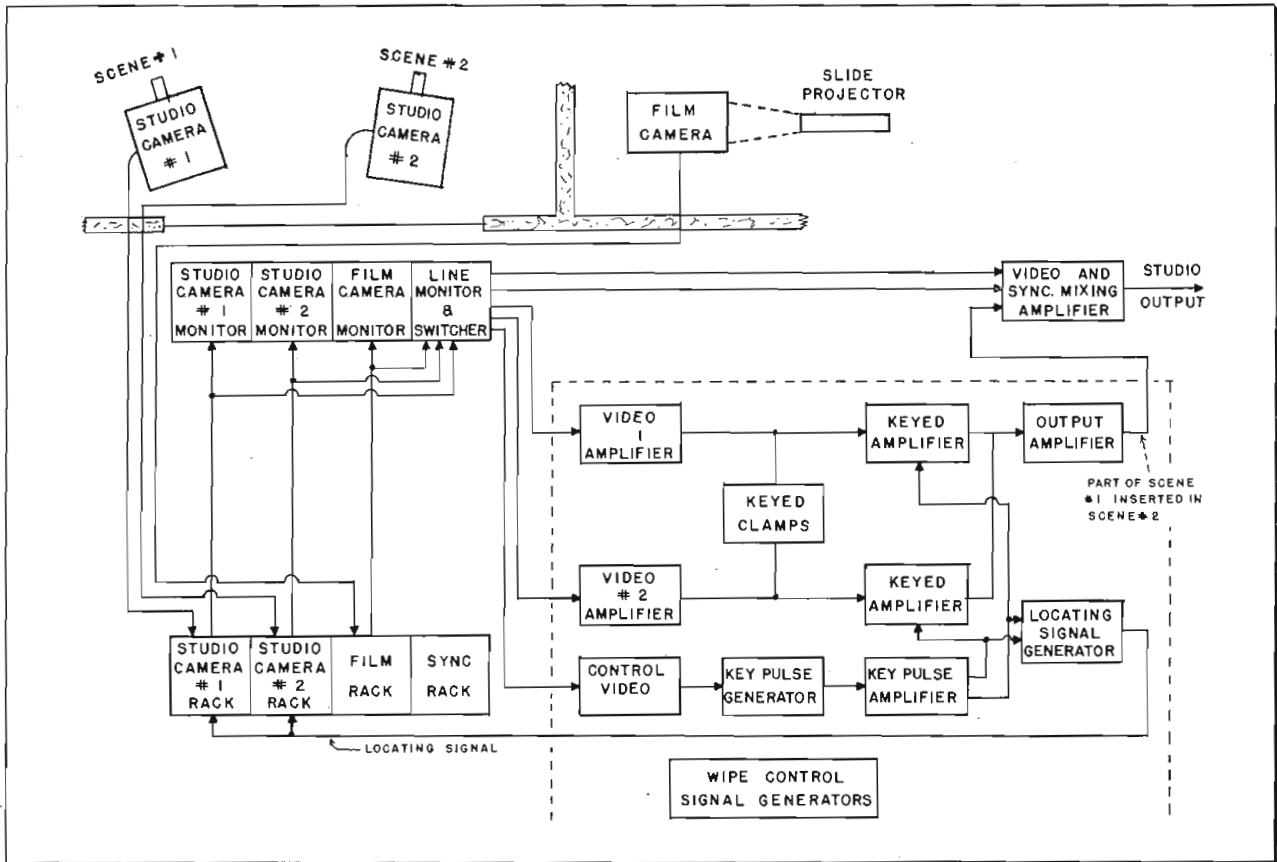 SCENE # 1
STUDIO
CAMERA
# 1
SCENE # 2
STUDIO
CAMERA
# 2
FILM
CAMERA
SLIDE
PROJECTOR
STUDIO
CAMERA
# 1
MONITOR
STUDIO
CAMERA
# 2
MONITOR
FILM
CAMERA
MONITOR
LINE
MONITOR
&
SWITCHER
VIDEO AND
SYNC. MIXING
AMPLIFIER
STUDIO
OUTPUT
VIDEO
1
AMPLIFIER
KEYED
AMPLIFIER
OUTPUT
AMPLIFIER
PART OF SCENE
#1 INSERTED IN
SCENE #2
KEYED
CLAMPS
VIDEO
# 2
AMPLIFIER
KEYED
AMPLIFIER
LOCATING
SIGNAL
GENERATOR
STUDIO
CAMERA
# 1
RACK
STUDIO
CAMERA
# 2
RACK
FILM
RACK
SYNC
RACK
CONTROL
VIDEO
KEY PULSE
GENERATOR
KEY PULSE
AMPLIFIER
LOCATING SIGNAL
WIPE CONTROL
SIGNAL GENERATORS